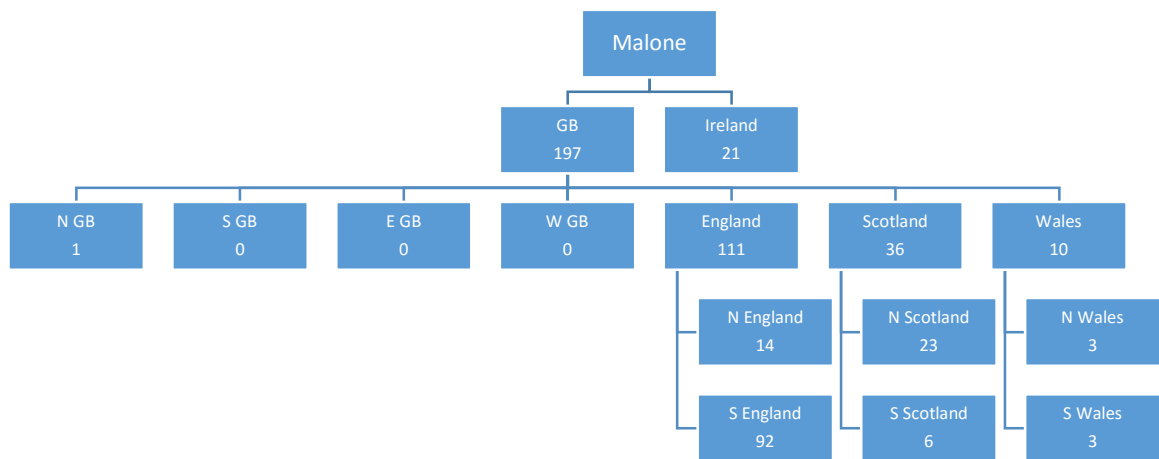 Malone
GB
197
Ireland
21
N GB
1
S GB
0
E GB
0
W GB
0
England
111
Scotland
36
Wales
10
N England
14
N Scotland
23
N Wales
3
S England
92
S Scotland
6
S Wales
3